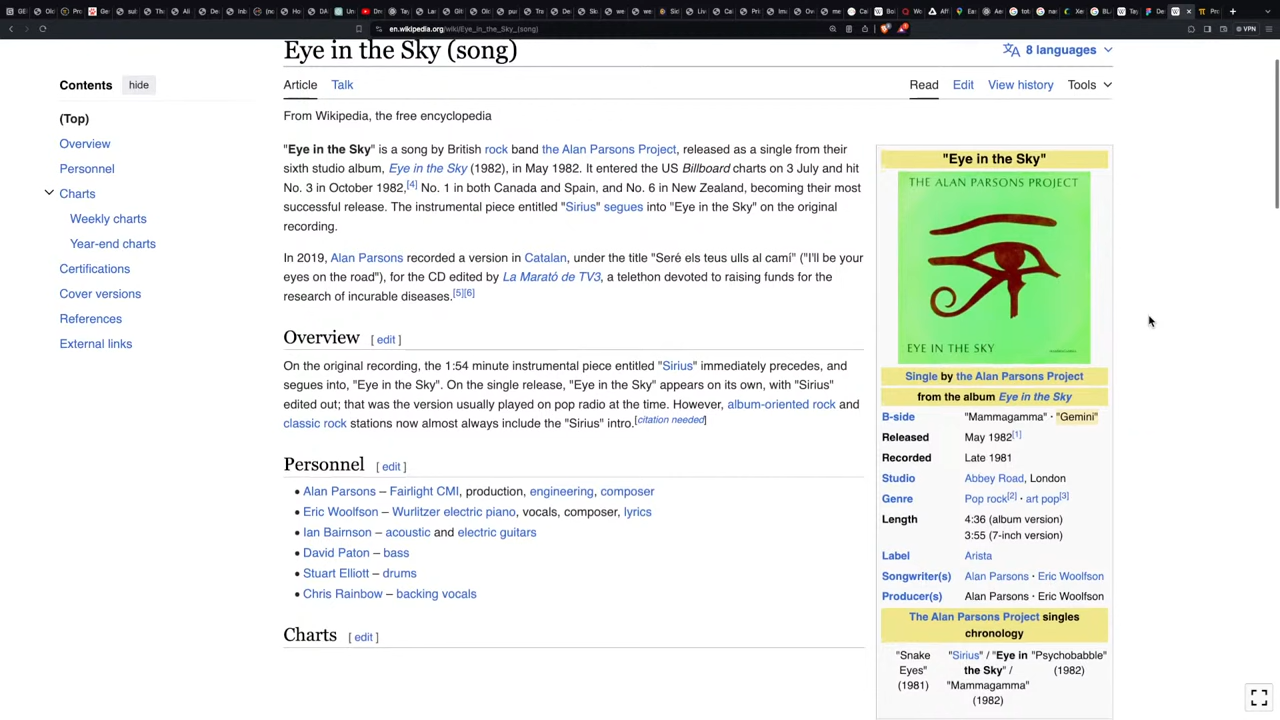 en.wikipedia.org/wiki/Eye_in_the_Sky_(song)
VPN
Eye in the Sky (song)
8 languages
Contents
hide
Article
Talk
Read
Edit
View history
Tools
(Top)
Overview
Personnel
Charts
Weekly charts
Year-end charts
Certifications
Cover versions
References
External links
From Wikipedia, the free encyclopedia
"Eye in the Sky" is a song by British rock band the Alan Parsons Project, released as a single from their
sixth studio album, Eye in the Sky (1982), in May 1982. It entered the US Billboard charts on 3 July and hit
No. 3 in October 1982,[4] No. 1 in both Canada and Spain, and No. 6 in New Zealand, becoming their most
successful release. The instrumental piece entitled "Sirius" segues into "Eye in the Sky" on the original
recording.
In 2019, Alan Parsons recorded a version in Catalan, under the title "Seré els teus ulls al camí" ("I'll be your
eyes on the road"), for the CD edited by La Marató de TV3, a telethon devoted to raising funds for the
research of incurable diseases.[5][6]
Overview [ edit ]
On the original recording, the 1:54 minute instrumental piece entitled "Sirius" immediately precedes, and
segues into, "Eye in the Sky". On the single release, "Eye in the Sky" appears on its own, with "Sirius"
edited out; that was the version usually played on pop radio at the time. However, album-oriented rock and
classic rock stations now almost always include the "Sirius" intro.[citation needed]
Personnel [ edit ]
• Alan Parsons – Fairlight CMI, production, engineering, composer
• Eric Woolfson – Wurlitzer electric piano, vocals, composer, lyrics
• Ian Bairnson – acoustic and electric guitars
• David Paton – bass
• Stuart Elliott – drums
• Chris Rainbow – backing vocals
Charts [ edit ]
"Eye in the Sky"
THE ALAN PARSONS PROJECT
EYE IN THE SKY
Single by the Alan Parsons Project
from the album Eye in the Sky
B-side "Mammagamma" · "Gemini"
Released May 1982[1]
Recorded Late 1981
Studio Abbey Road, London
Genre Pop rock[2] · art pop[3]
Length 4:36 (album version)
3:55 (7-inch version)
Label Arista
Songwriter(s) Alan Parsons · Eric Woolfson
Producer(s) Alan Parsons · Eric Woolfson
The Alan Parsons Project singles
chronology
"Snake "Sirius" / "Eye in "Psychobabble"
Eyes" the Sky" / (1982)
(1981) "Mammagamma"
(1982)